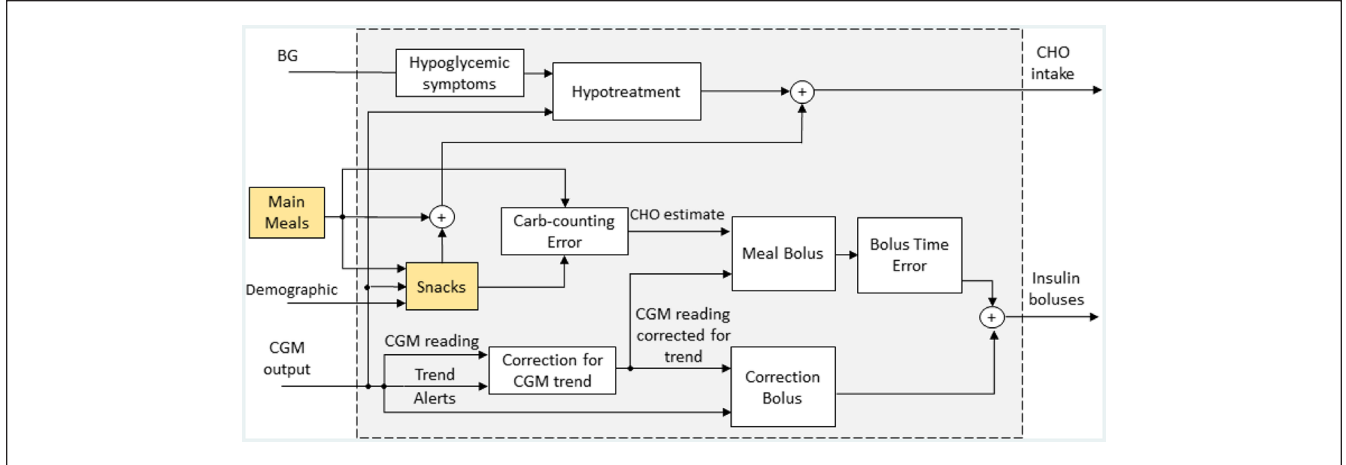 BG
Hypoglycemic
symptoms
Hypotreatment
+
CHO
intake
Main
Meals
+
Carb-counting
Error
CHO estimate
Meal Bolus
Bolus Time
Error
Snacks
Demographic
Insulin
boluses
+
CGM reading
corrected for
trend
CGM
output
CGM reading
Trend
Alerts
Correction for
CGM trend
Correction
Bolus